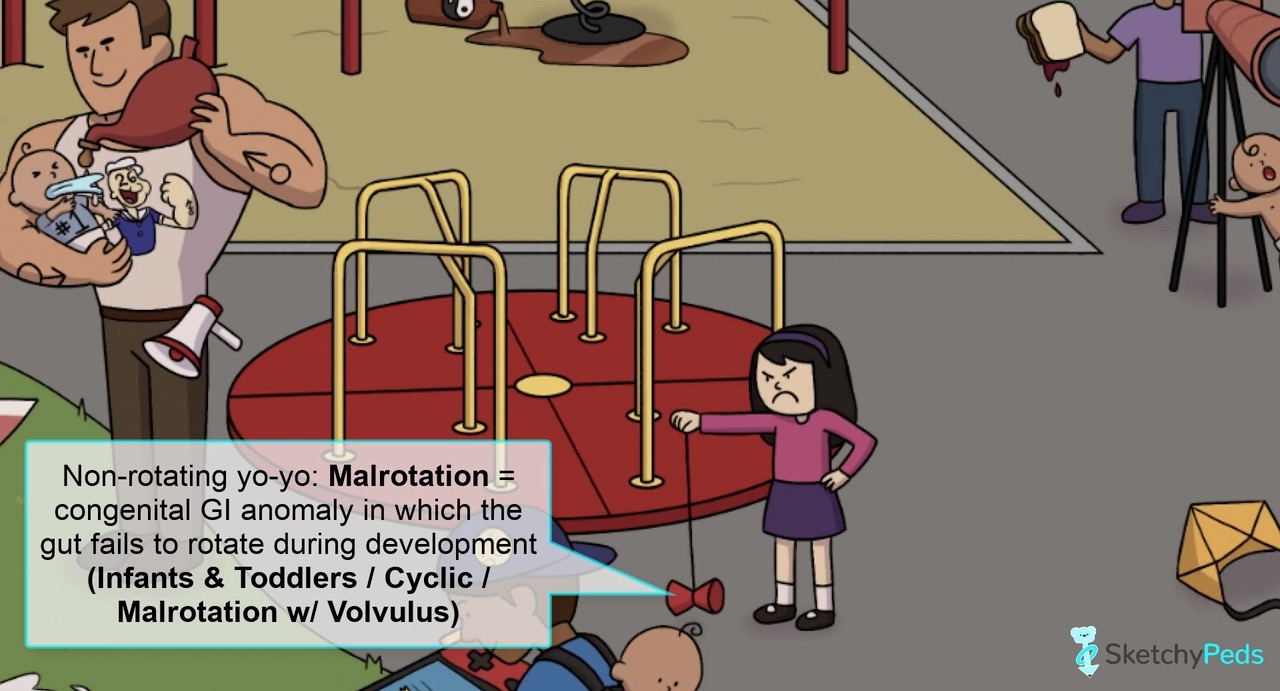 #1
Non-rotating yo-yo: Malrotation =
congenital GI anomaly in which the
gut fails to rotate during development
(Infants & Toddlers / Cyclic /
Malrotation w/ Volvulus)
SketchyPeds